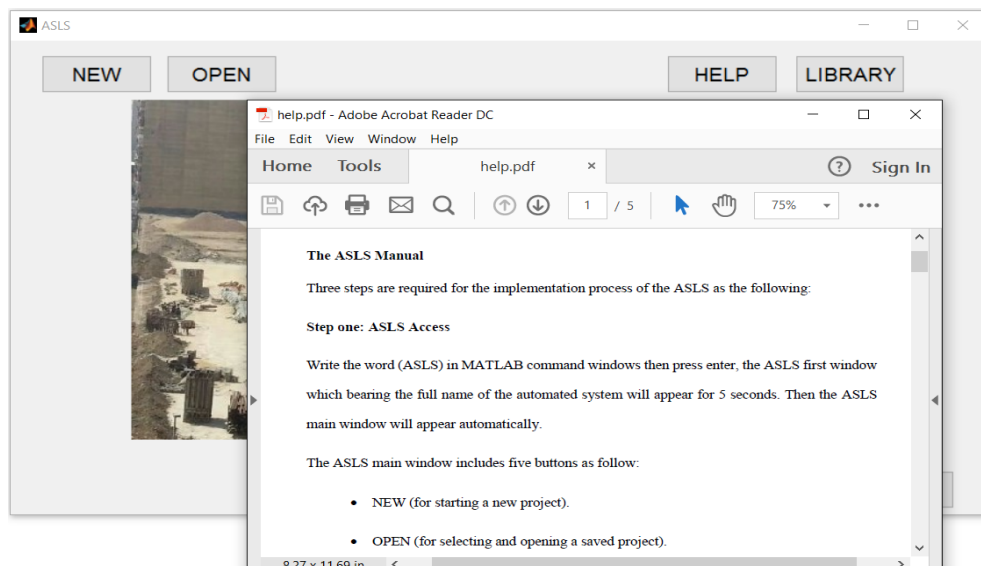 ASLS
NEW OPEN HELP LIBRARY
help.pdf - Adobe Acrobat Reader DC
File Edit View Window Help
Home Tools help.pdf × ? Sign In
1 / 5 75%
The ASLS Manual
Three steps are required for the implementation process of the ASLS as the following:
Step one: ASLS Access
Write the word (ASLS) in MATLAB command windows then press enter, the ASLS first window
which bearing the full name of the automated system will appear for 5 seconds. Then the ASLS
main window will appear automatically.
The ASLS main window includes five buttons as follow:
• NEW (for starting a new project).
• OPEN (for selecting and opening a saved project).
8.27 x 11.69 in